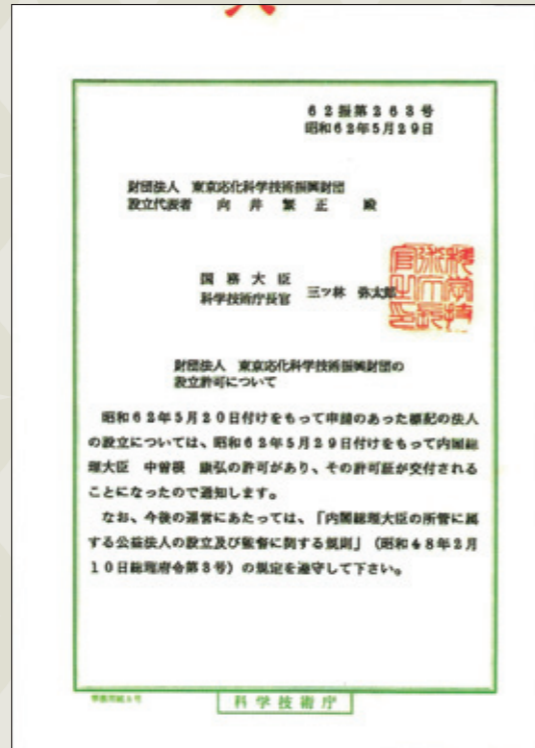 62振第263号
昭和62年5月29日
財団法人 東京応化科学技術振興財団
設立代表者 向井 繁正 殿
国務大臣
科学技術庁長官 三ツ林 弥太郎
財団法人 東京応化科学技術振興財団の
設立許可について
昭和62年5月20日付けをもって申請のあった標記の法人
の設立については、昭和62年5月29日付けをもって内閣総
理大臣 中曽根 康弘の許可があり、その許可証が交付される
ことになったので通知します。
なお、今後の運営にあたっては、「内閣総理大臣の所管に属
する公益法人の設立及び監督に関する規則」(昭和48年2月
10日総理府令第3号)の規定を遵守して下さい。
科学技術庁